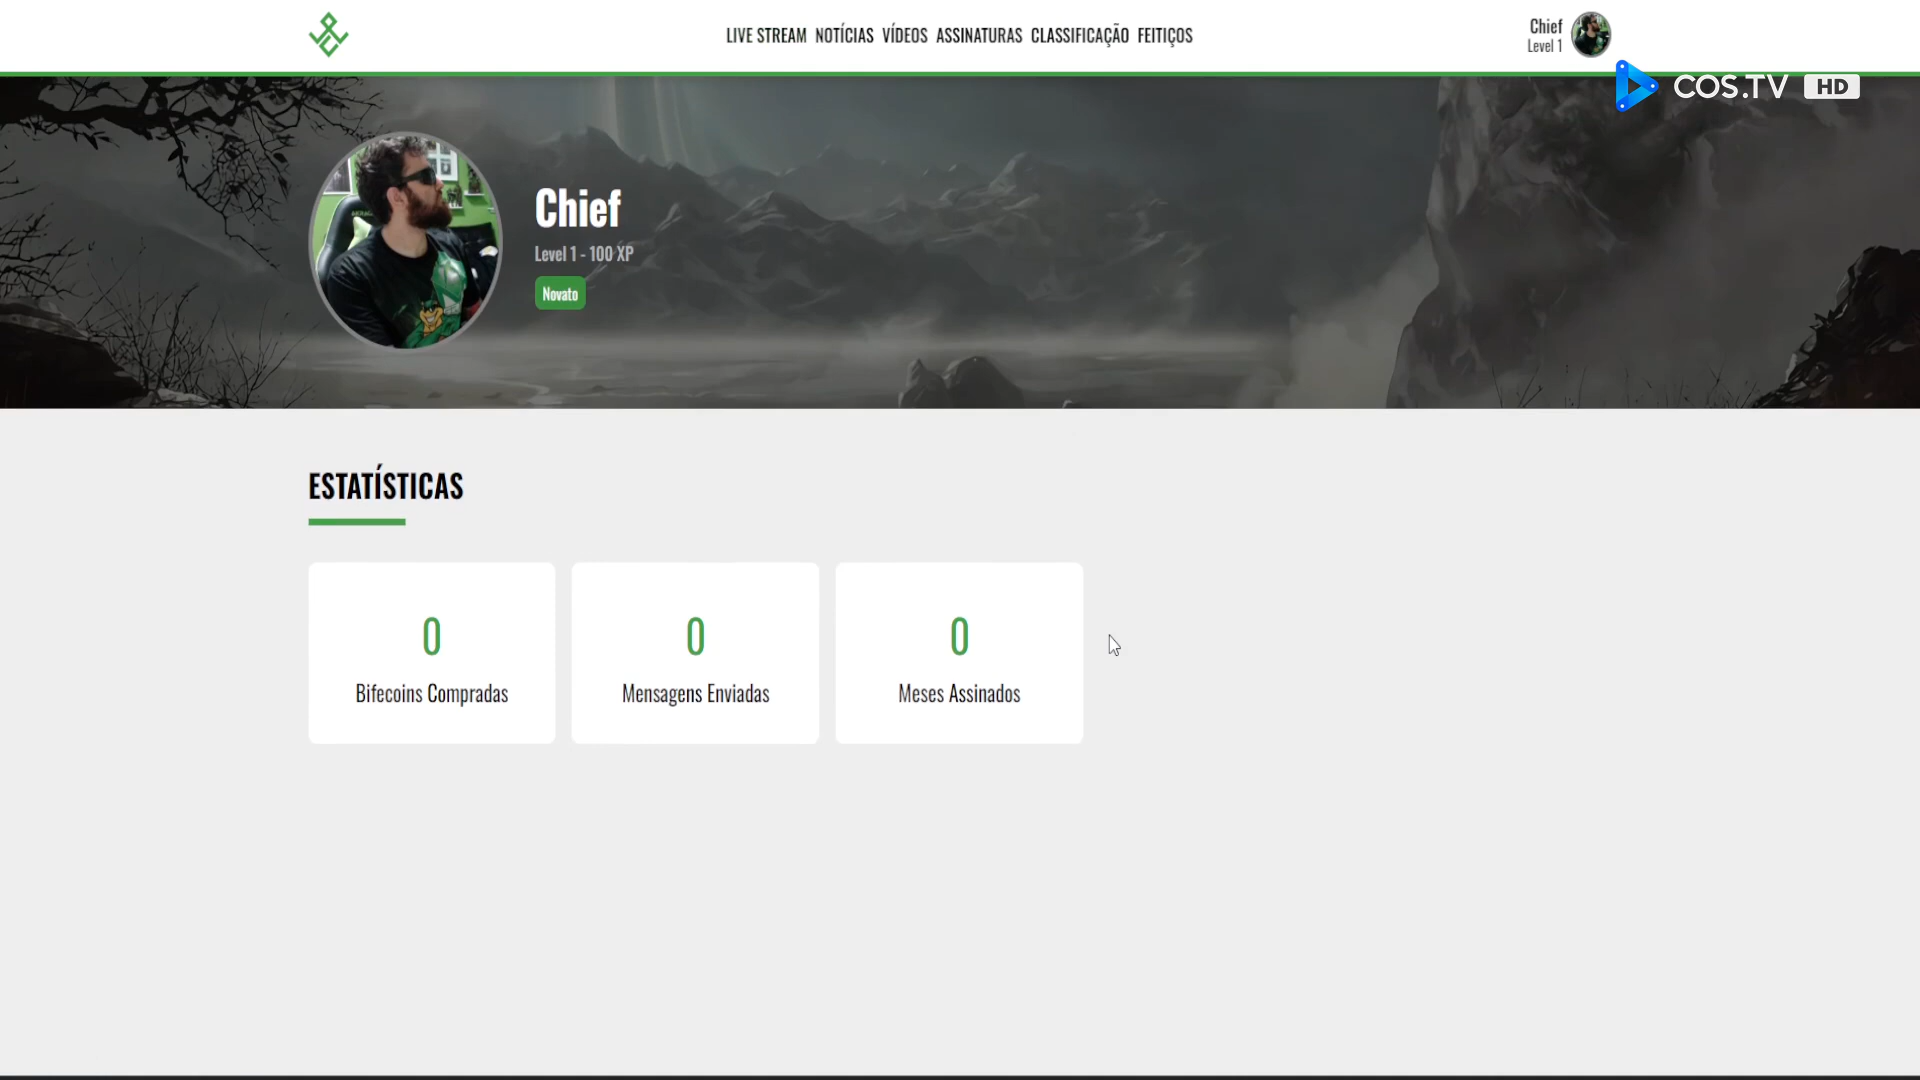 LIVE STREAM NOTÍCIAS VÍDEOS ASSINATURAS CLASSIFICAÇÃO FEITIÇOS
Chief
Level 1
COS.TV HD
Chief
Level 1 - 100 XP
Novato
ESTATÍSTICAS
0
Bifecoins Compradas
0
Mensagens Enviadas
0
Meses Assinados